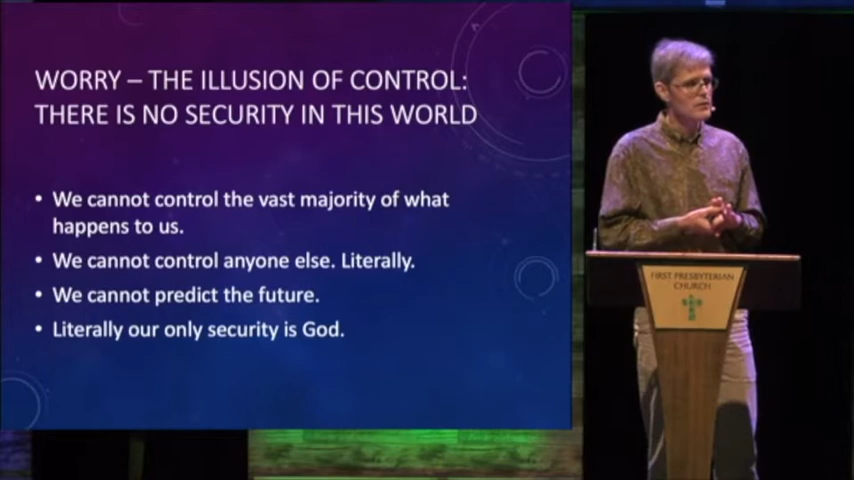 WORRY – THE ILLUSION OF CONTROL:
THERE IS NO SECURITY IN THIS WORLD
• We cannot control the vast majority of what
happens to us.
• We cannot control anyone else. Literally.
• We cannot predict the future.
• Literally our only security is God.
FIRST PRESBYTERIAN
CHURCH